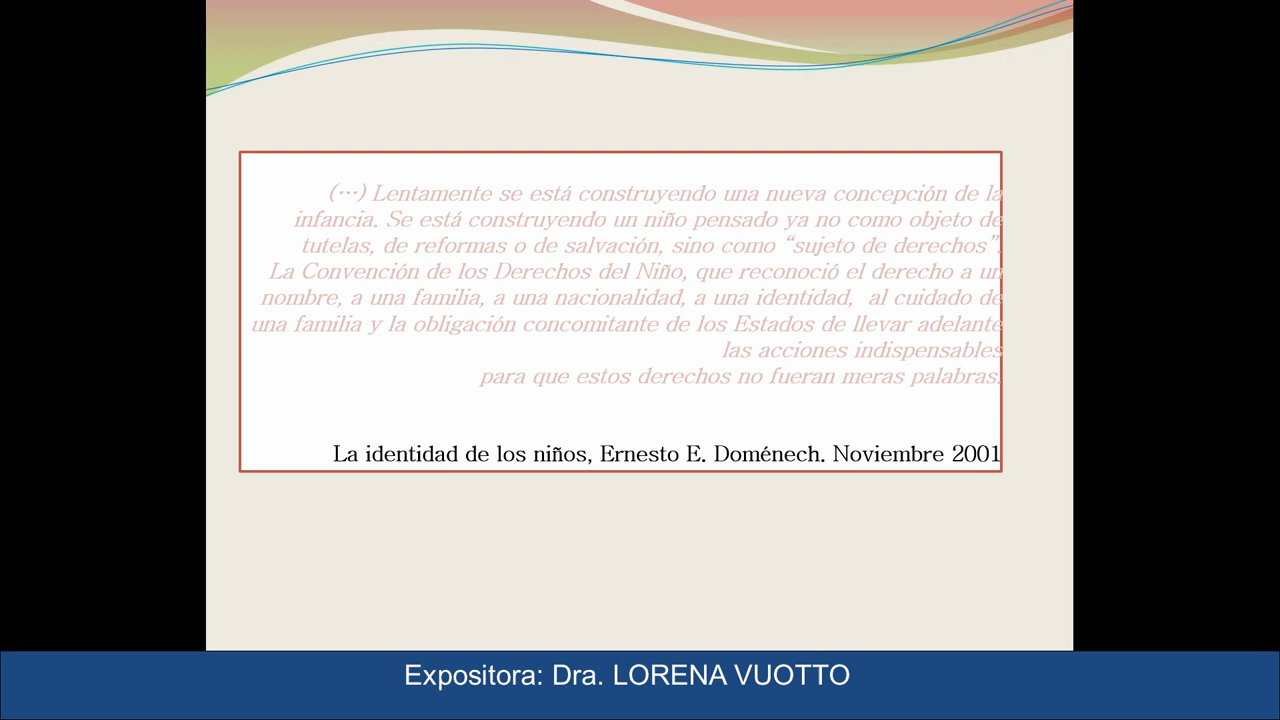 (···) Lentamente se está construyendo una nueva concepción de la
infancia. Se está construyendo un niño pensado ya no como objeto de
tutelas, de reformas o de salvación, sino como “sujeto de derechos”.
La Convención de los Derechos del Niño, que reconoció el derecho a un
nombre, a una familia, a una nacionalidad, a una identidad, al cuidado de
una familia y la obligación concomitante de los Estados de llevar adelante
las acciones indispensables
para que estos derechos no fueran meras palabras.
La identidad de los niños, Ernesto E. Doménech. Noviembre 2001
Expositora: Dra. LORENA VUOTTO